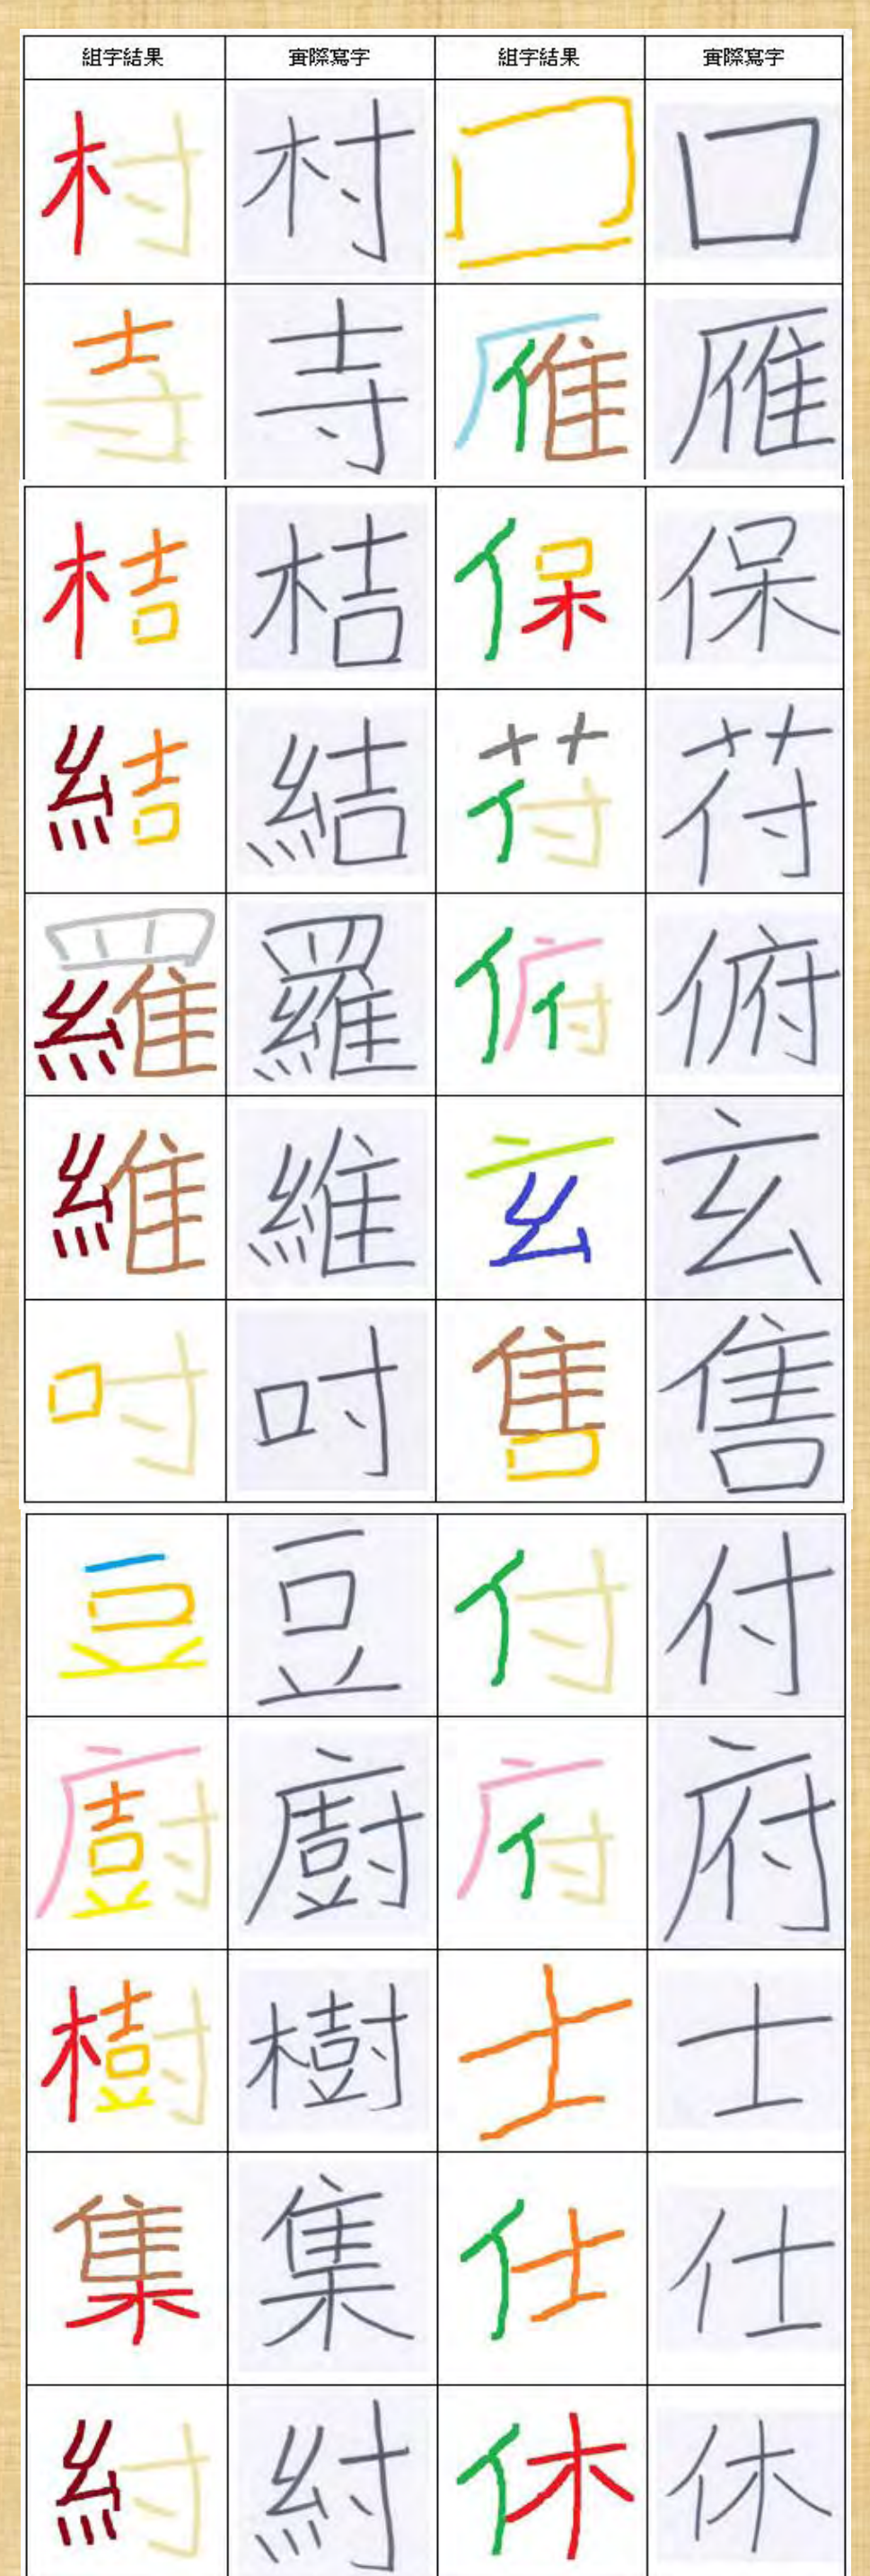 組字結果 實際寫字 組字結果 實際寫字
村 村 口 口
寺 寺 雁 雁
桔 桔 保 保
結 結 苻 苻
羅 羅 俯 俯
維 維 玄 玄
吋 吋 售 售
豆 豆 付 付
廚 廚 府 府
樹 樹 士 士
集 集 仕 仕
紂 紂 休 休